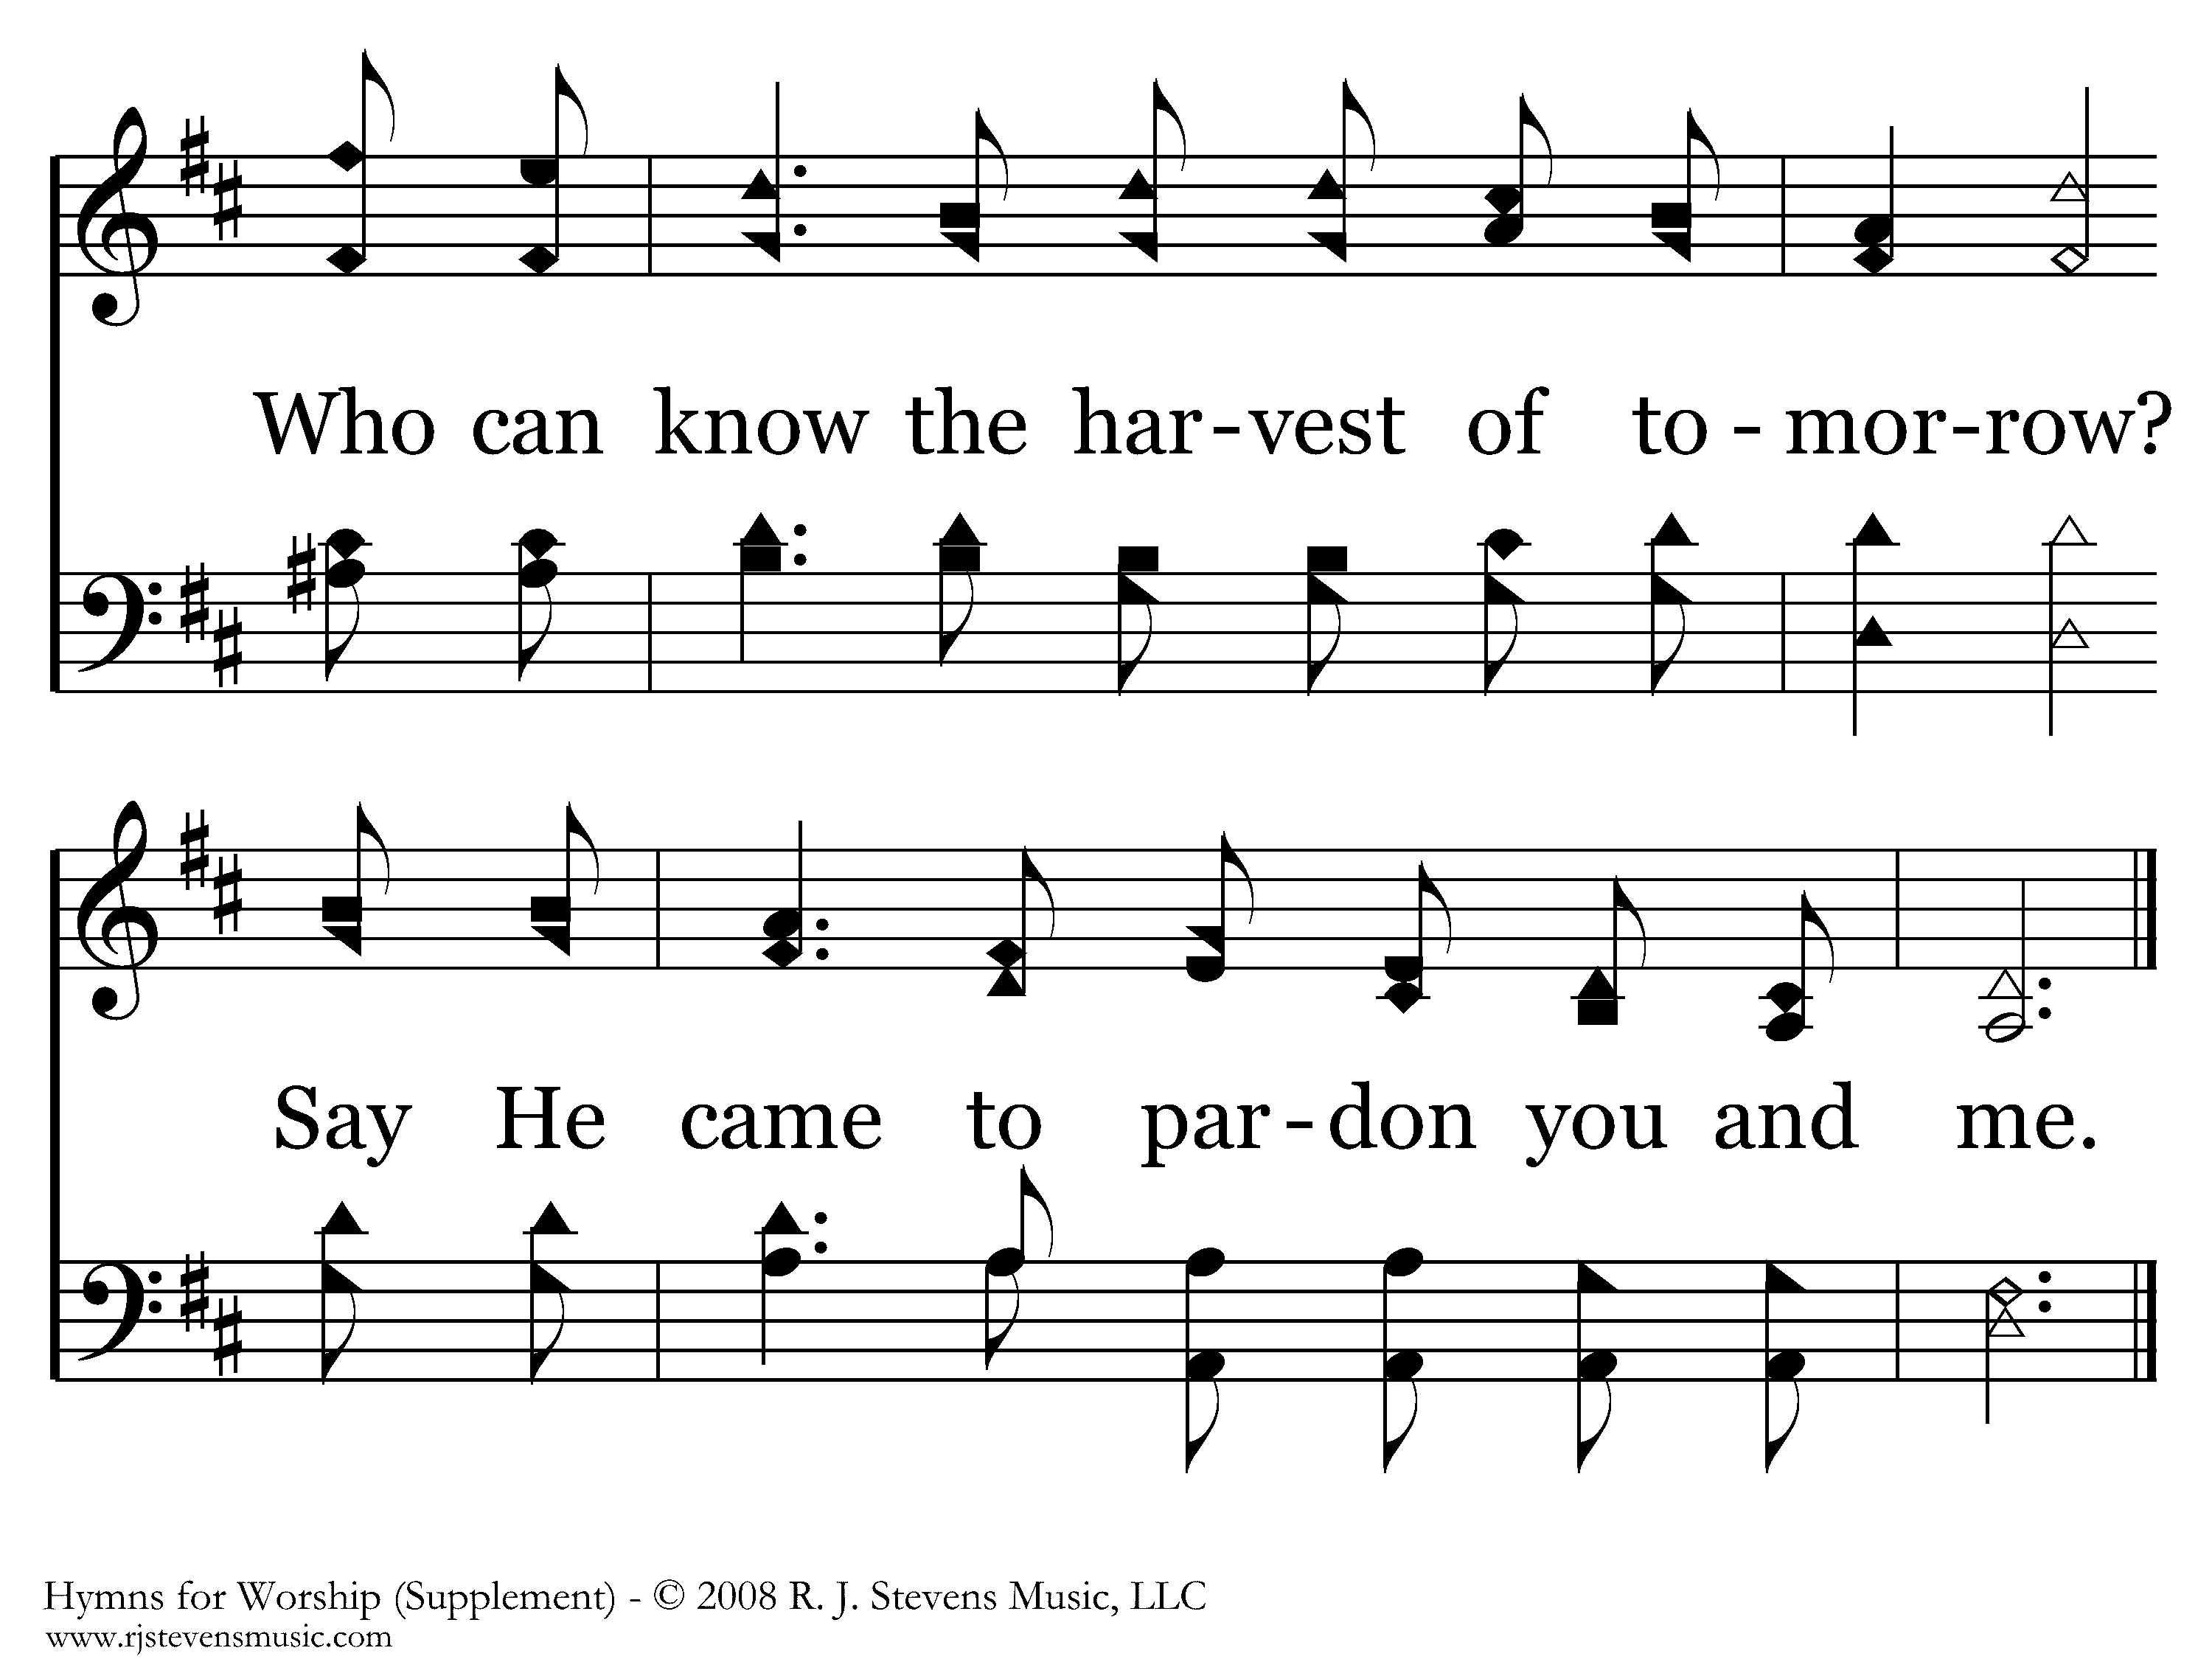 Who can know the har-vest of to - mor-row?
Say He came to par-don you and me.
Hymns for Worship (Supplement) - © 2008 R. J. Stevens Music, LLC
www.rjstevensmusic.com